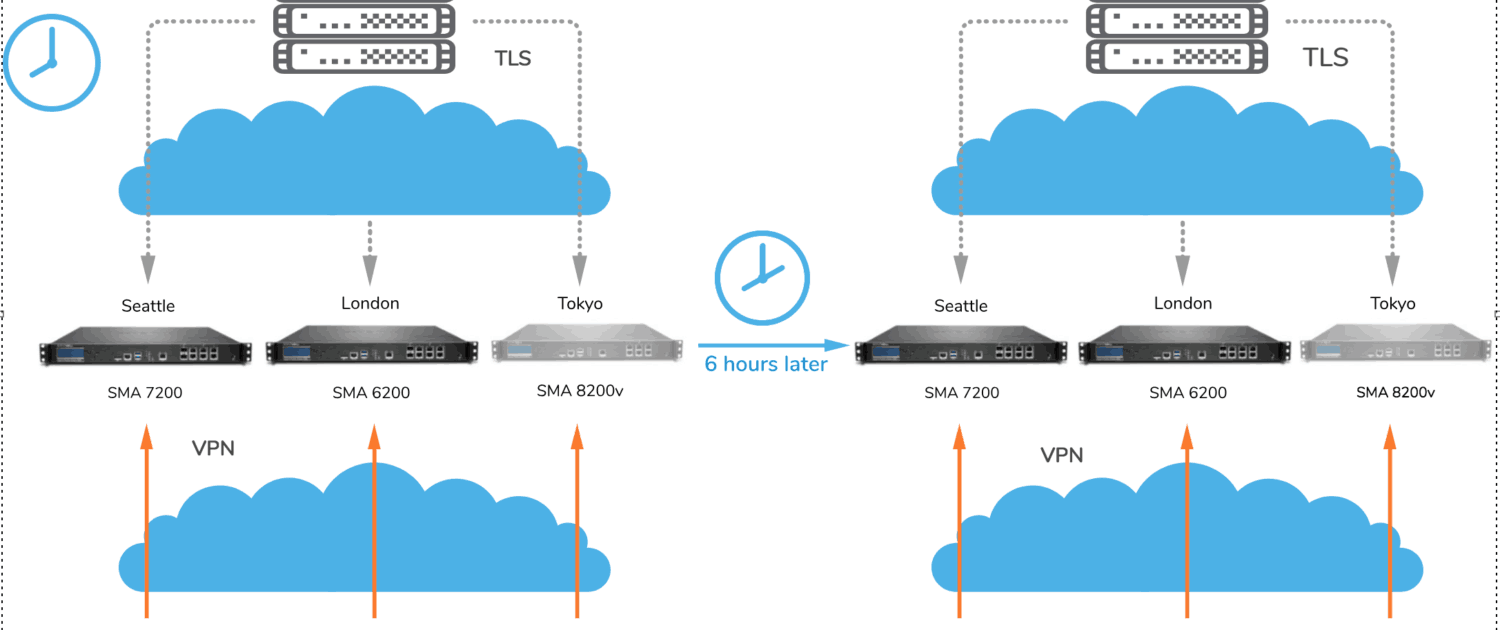 TLS
Seattle
London
Tokyo
SMA 7200
SMA 6200
SMA 8200v
VPN
6 hours later
TLS
Seattle
London
Tokyo
SMA 7200
SMA 6200
SMA 8200v
VPN